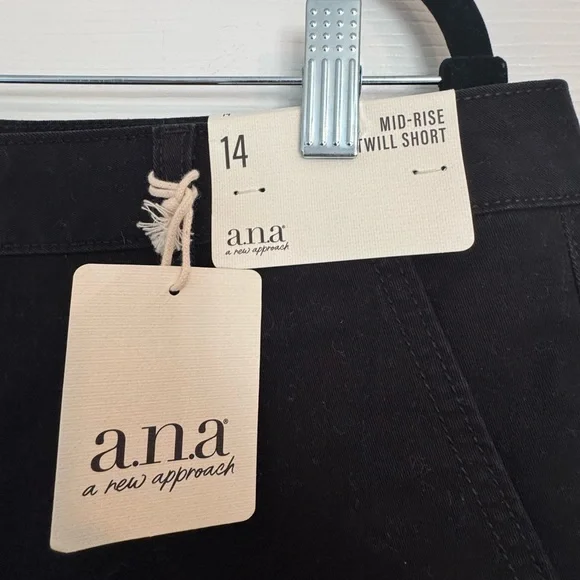 14
MID-RISE
TWILL SHORT
a.n.a
a new approach
a.n.a®
a new approach